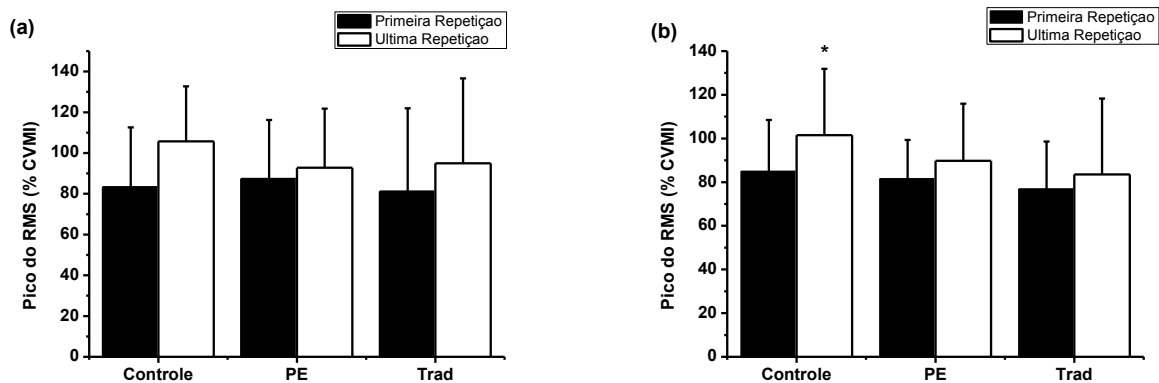 (a)
Primeira Repetiçao
Ultima Repetiçao
Pico do RMS (% CVMI)
140
120
100
80
60
40
20
0
Controle PE Trad
(b)
Primeira Repetiçao
Ultima Repetiçao
Pico do RMS (% CVMI)
140
120
100
80
60
40
20
0
*
Controle PE Trad